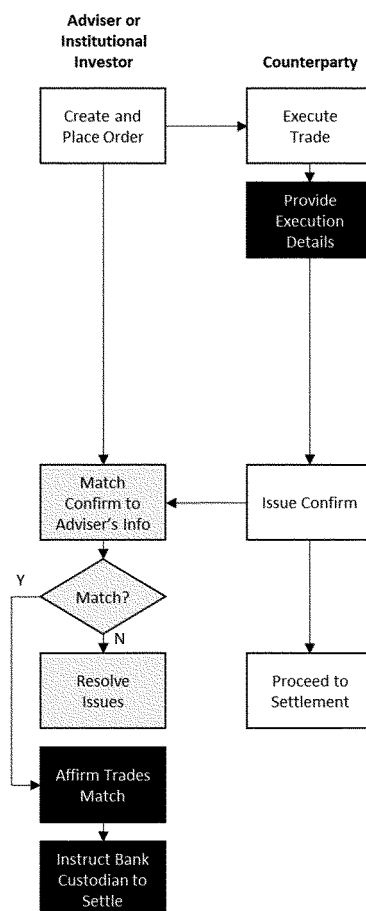 Adviser or
Institutional
Investor
Counterparty
Create and
Place Order
Execute
Trade
Provide
Execution
Details
Match
Confirm to
Adviser's Info
Issue Confirm
Y
Match?
N
Resolve
Issues
Proceed to
Settlement
Affirm Trades
Match
Instruct Bank
Custodian to
Settle